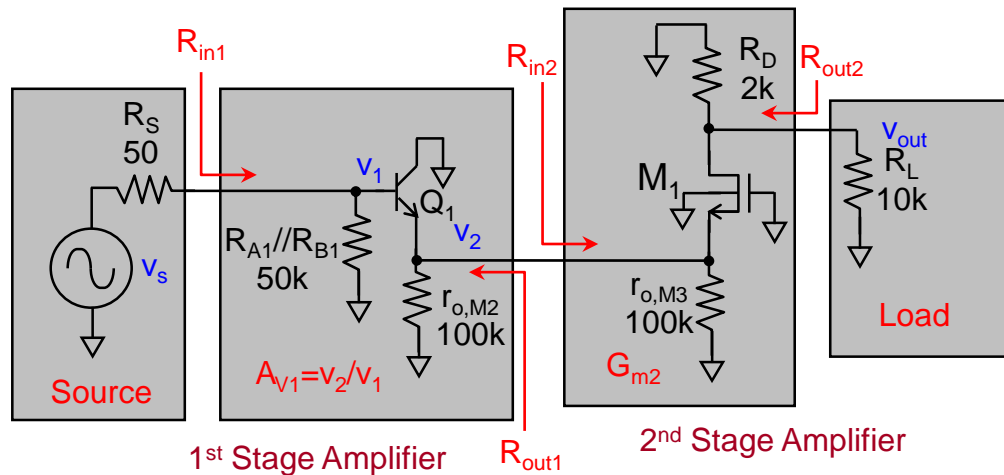 R_in1
R_S
50
v_s
Source
v_1
Q_1
v_2
R_A1//R_B1
50k
r_o,M2
100k
A_V1=v_2/v_1
1st Stage Amplifier
R_out1
R_in2
R_D
2k
R_out2
M_1
r_o,M3
100k
G_m2
2nd Stage Amplifier
v_out
R_L
10k
Load